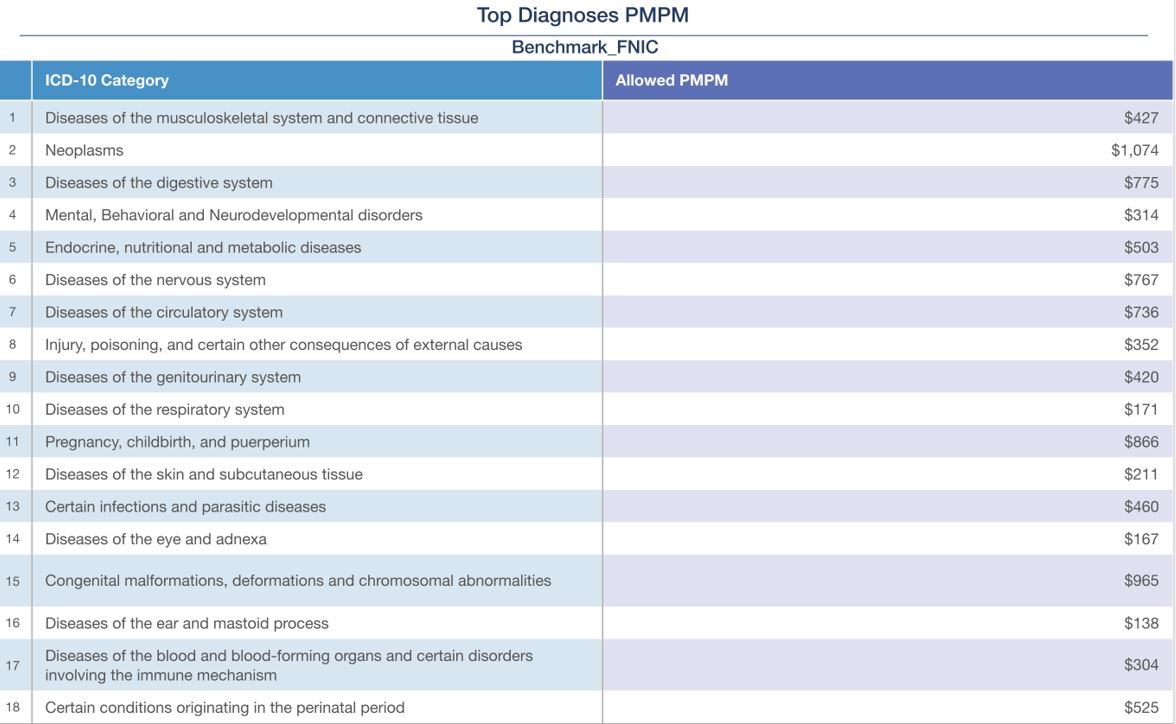 Top Diagnoses PMPM
Benchmark_FNIC
ICD-10 Category Allowed PMPM
1 Diseases of the musculoskeletal system and connective tissue $427
2 Neoplasms $1,074
3 Diseases of the digestive system $775
4 Mental, Behavioral and Neurodevelopmental disorders $314
5 Endocrine, nutritional and metabolic diseases $503
6 Diseases of the nervous system $767
7 Diseases of the circulatory system $736
8 Injury, poisoning, and certain other consequences of external causes $352
9 Diseases of the genitourinary system $420
10 Diseases of the respiratory system $171
11 Pregnancy, childbirth, and puerperium $866
12 Diseases of the skin and subcutaneous tissue $211
13 Certain infections and parasitic diseases $460
14 Diseases of the eye and adnexa $167
15 Congenital malformations, deformations and chromosomal abnormalities $965
16 Diseases of the ear and mastoid process $138
17 Diseases of the blood and blood-forming organs and certain disorders
involving the immune mechanism $304
18 Certain conditions originating in the perinatal period $525